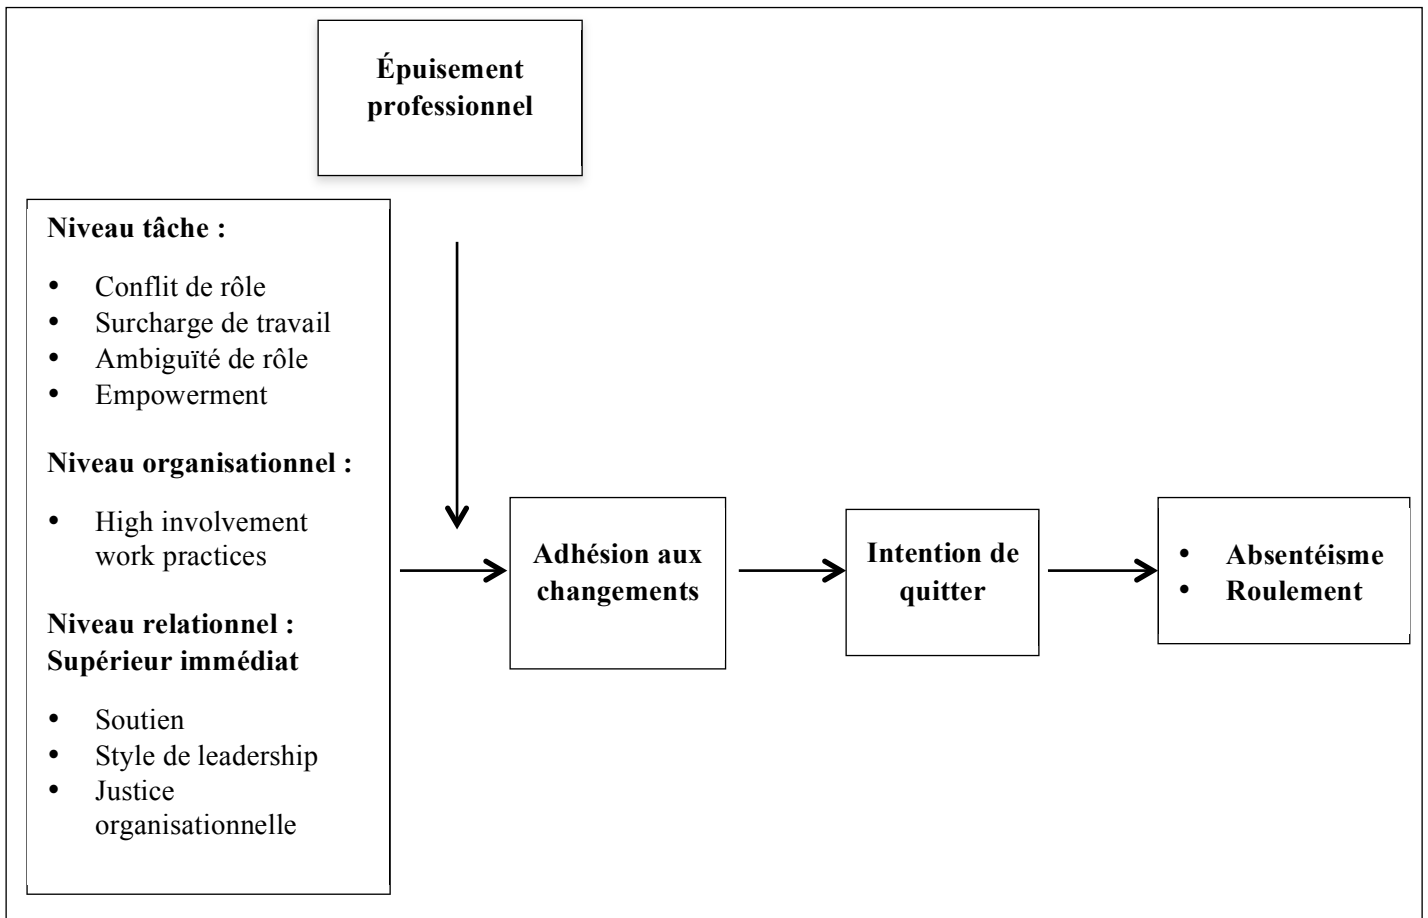 Épuisement
professionnel
Niveau tâche :
• Conflit de rôle
• Surcharge de travail
• Ambiguïté de rôle
• Empowerment
Niveau organisationnel :
• High involvement
work practices
Niveau relationnel :
Supérieur immédiat
• Soutien
• Style de leadership
• Justice
organisationnelle
Adhésion aux
changements
Intention de
quitter
• Absentéisme
• Roulement